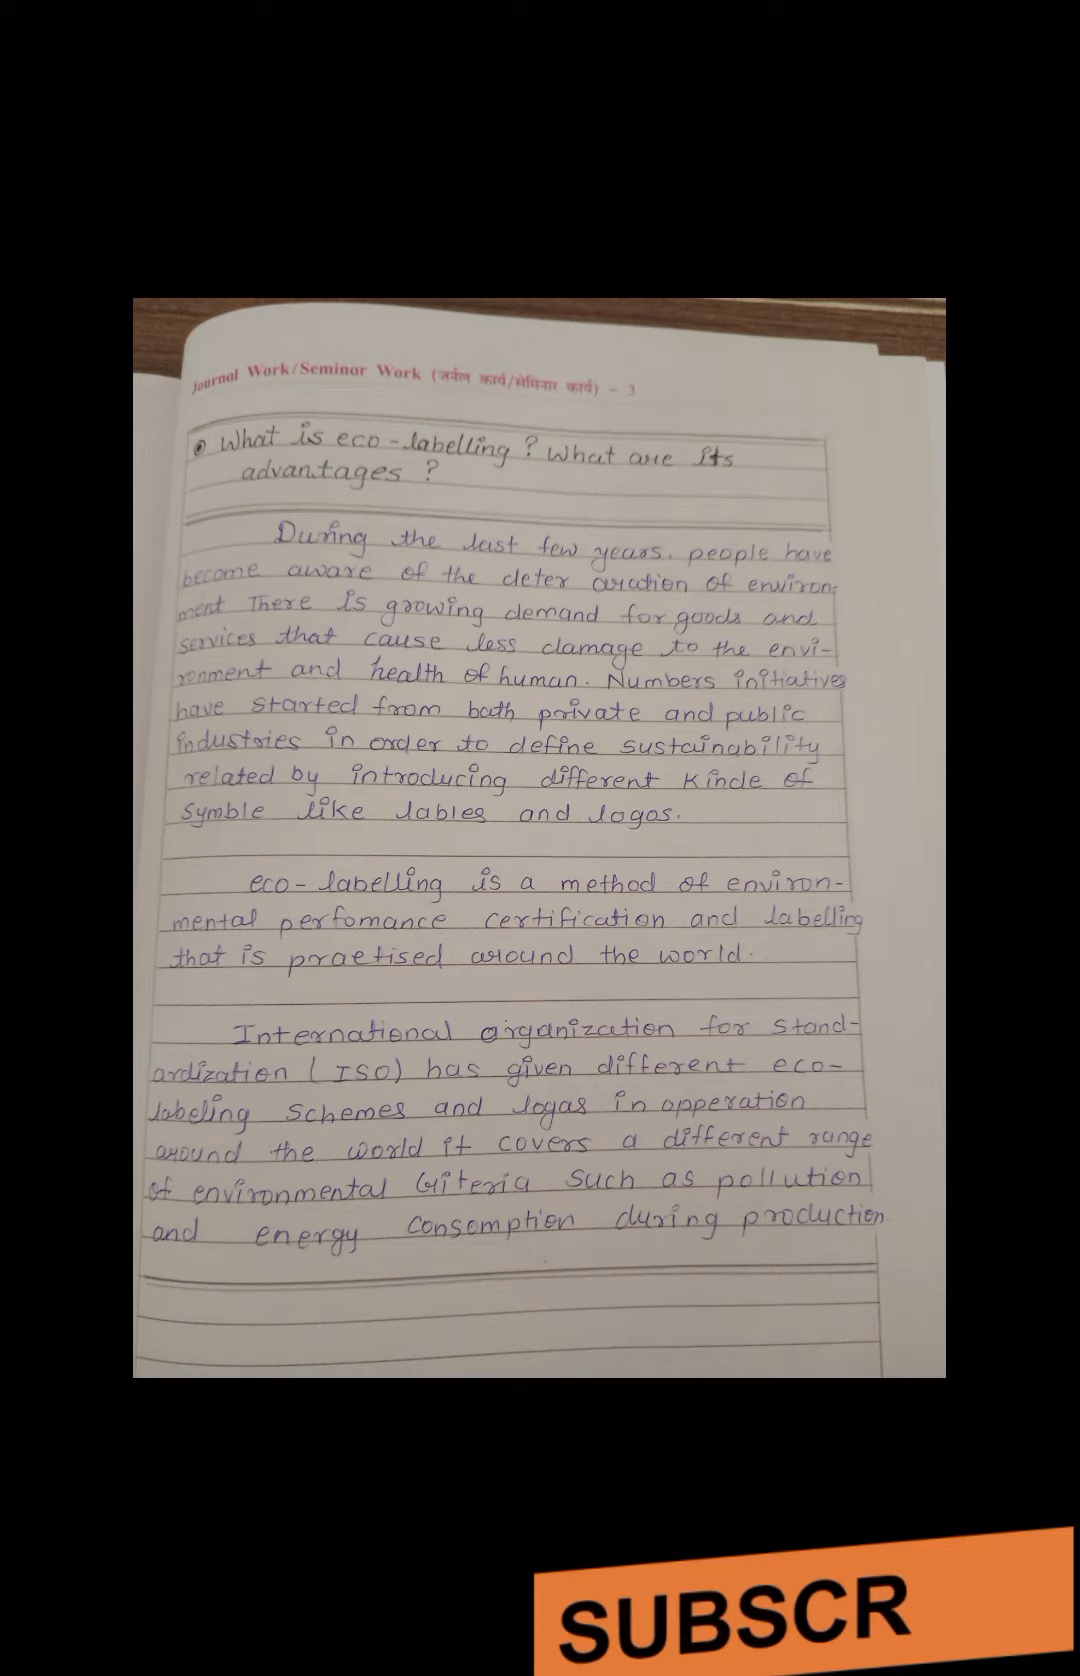 Journal Work/Seminar Work (जर्नल कार्य/सेमिनार कार्य) - 3
What is eco-labelling? What are its
advantages?
During the last few years. people have
become aware of the deter aration of environ-
ment There is growing demand for goods and
services that cause less damage to the envi-
ronment and health of human. Numbers initiatives
have started from both private and public
industries in order to define sustainability
related by introducing different kinde of
symble like lables and logos.
eco-labelling is a method of environ-
mental perfomance certification and labelling
that is practised around the world.
International organization for stand-
ardization (ISO) has given different eco-
labeling schemes and logas in opperation
around the world it covers a different range
of environmental criteria such as pollution
and energy consomption during production
SUBSCR